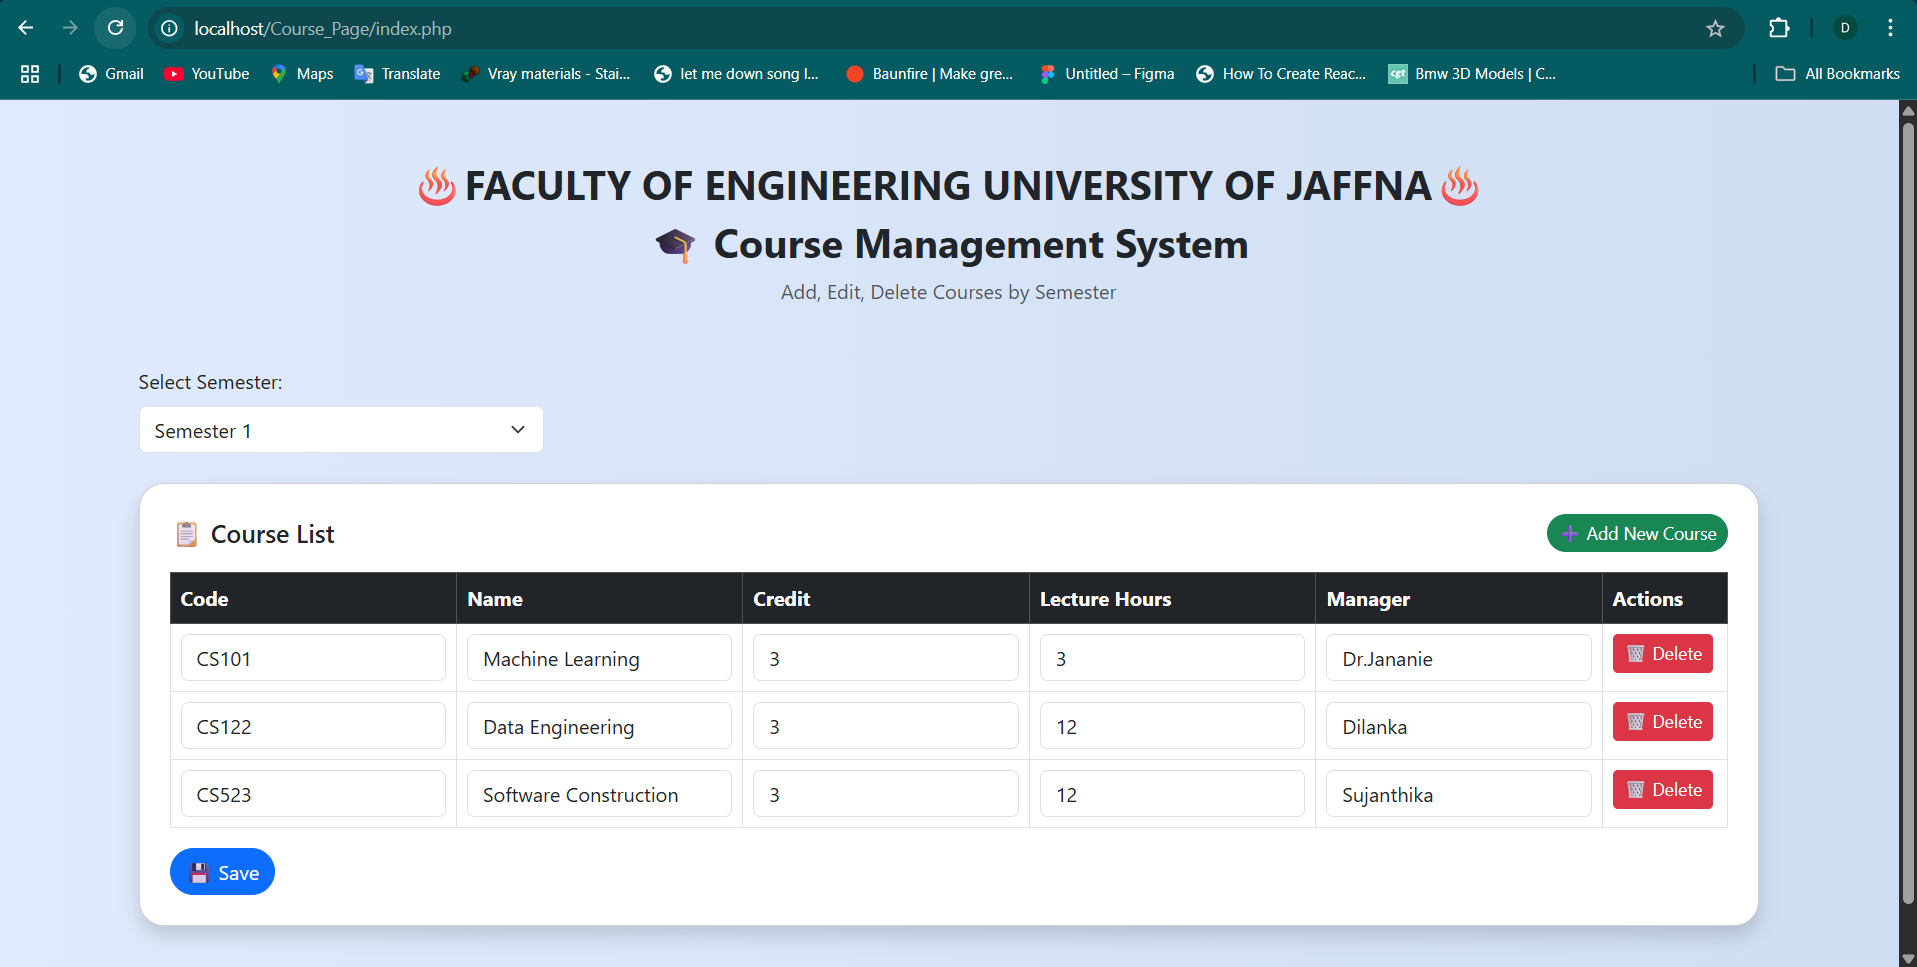 localhost/Course_Page/index.php
D
Gmail
YouTube
Maps
Translate
Vray materials - Stai...
let me down song l...
Baunfire | Make gre...
Untitled – Figma
How To Create Reac...
cgt
Bmw 3D Models | C...
All Bookmarks
FACULTY OF ENGINEERING UNIVERSITY OF JAFFNA
Course Management System
Add, Edit, Delete Courses by Semester
Select Semester:
Semester 1
Course List
Add New Course
Code Name Credit Lecture Hours Manager Actions
CS101 Machine Learning 3 3 Dr.Jananie Delete
CS122 Data Engineering 3 12 Dilanka Delete
CS523 Software Construction 3 12 Sujanthika Delete
Save